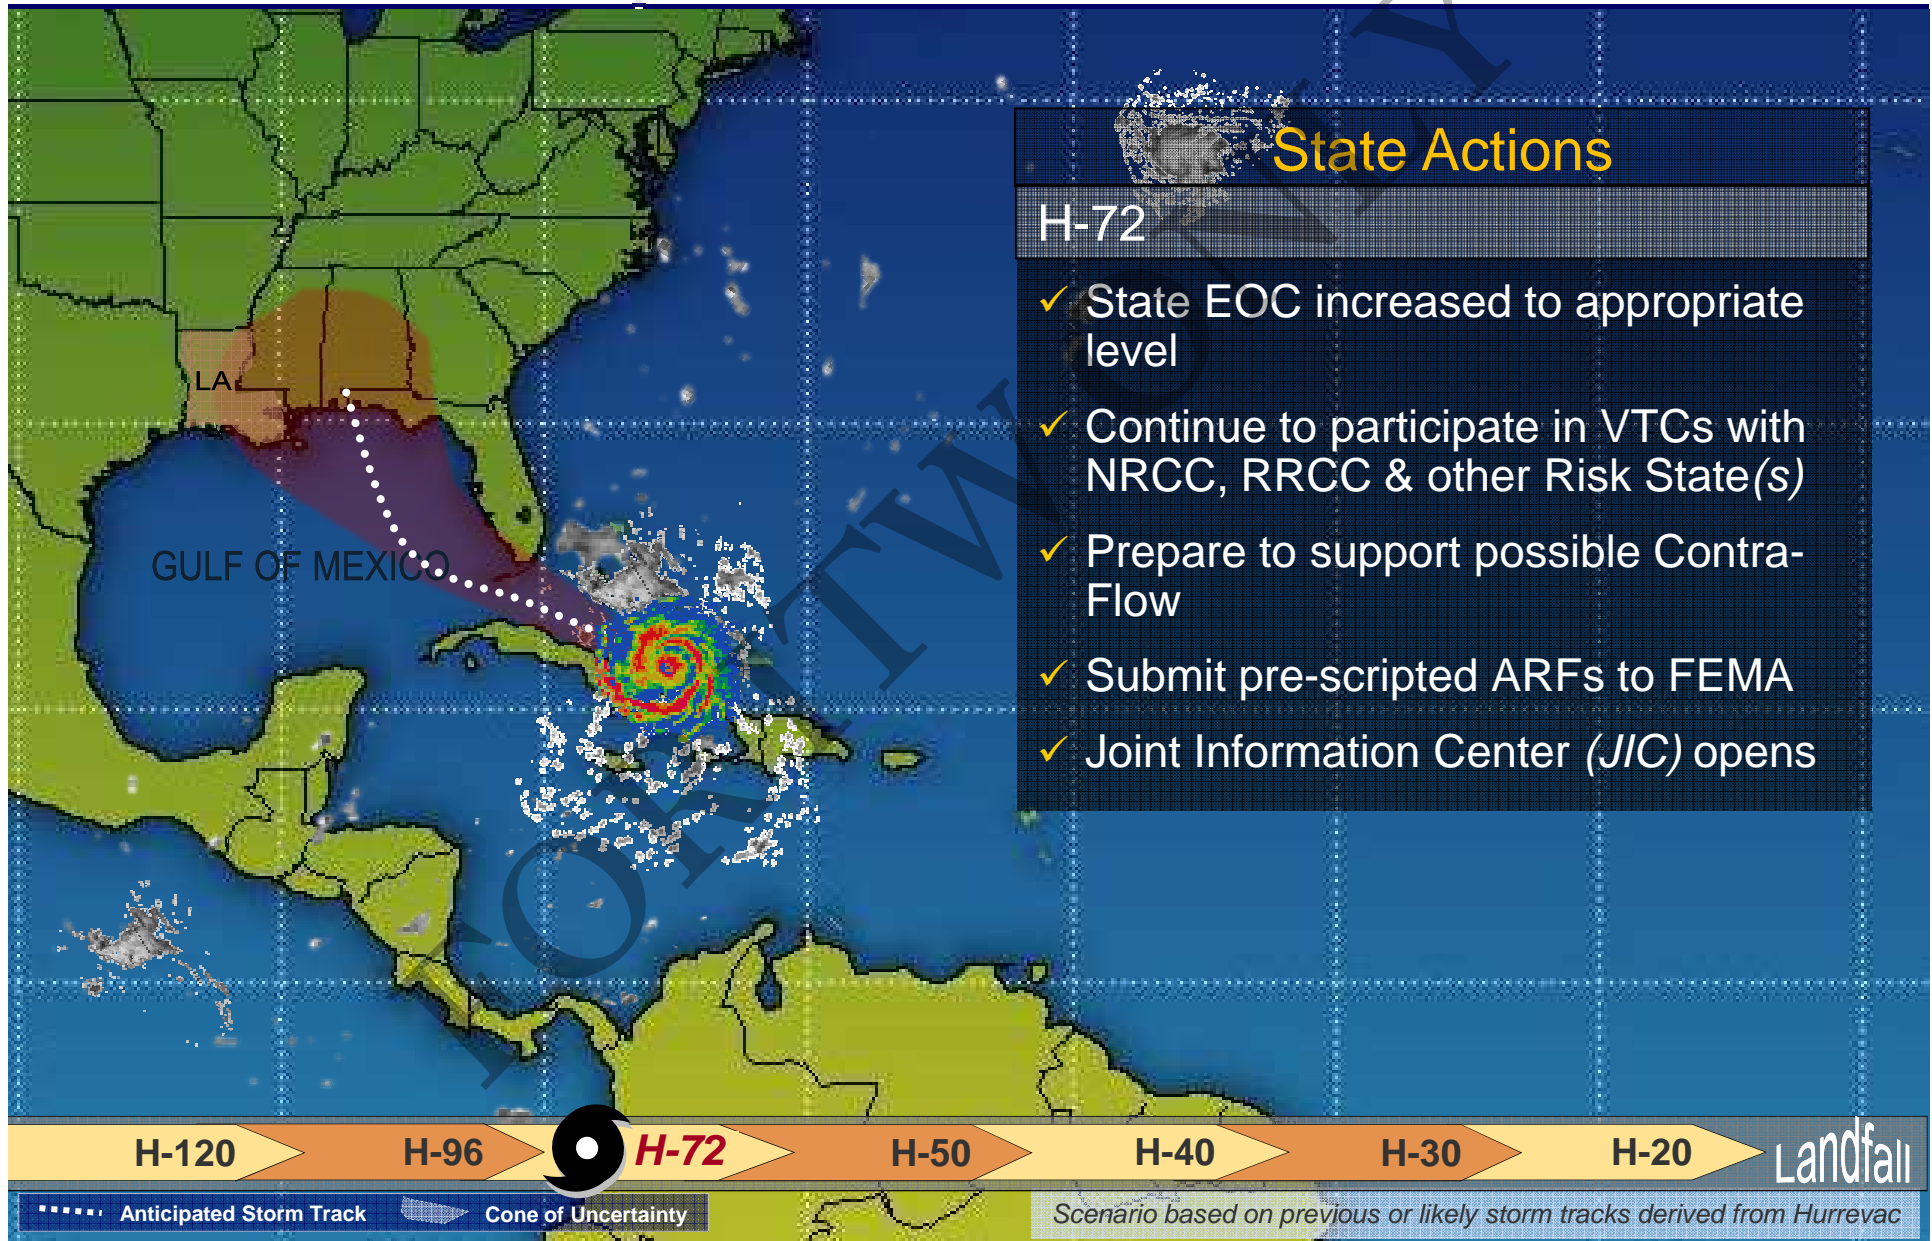 State Actions
H-72
✓ State EOC increased to appropriate
level
✓ Continue to participate in VTCs with
NRCC, RRCC & other Risk State(s)
✓ Prepare to support possible Contra-
Flow
✓ Submit pre-scripted ARFs to FEMA
✓ Joint Information Center (JIC) opens
LA
GULF OF MEXICO
H-120 H-96 H-72 H-50 H-40 H-30 H-20 Landfall
Anticipated Storm Track Cone of Uncertainty
Scenario based on previous or likely storm tracks derived from Hurrevac